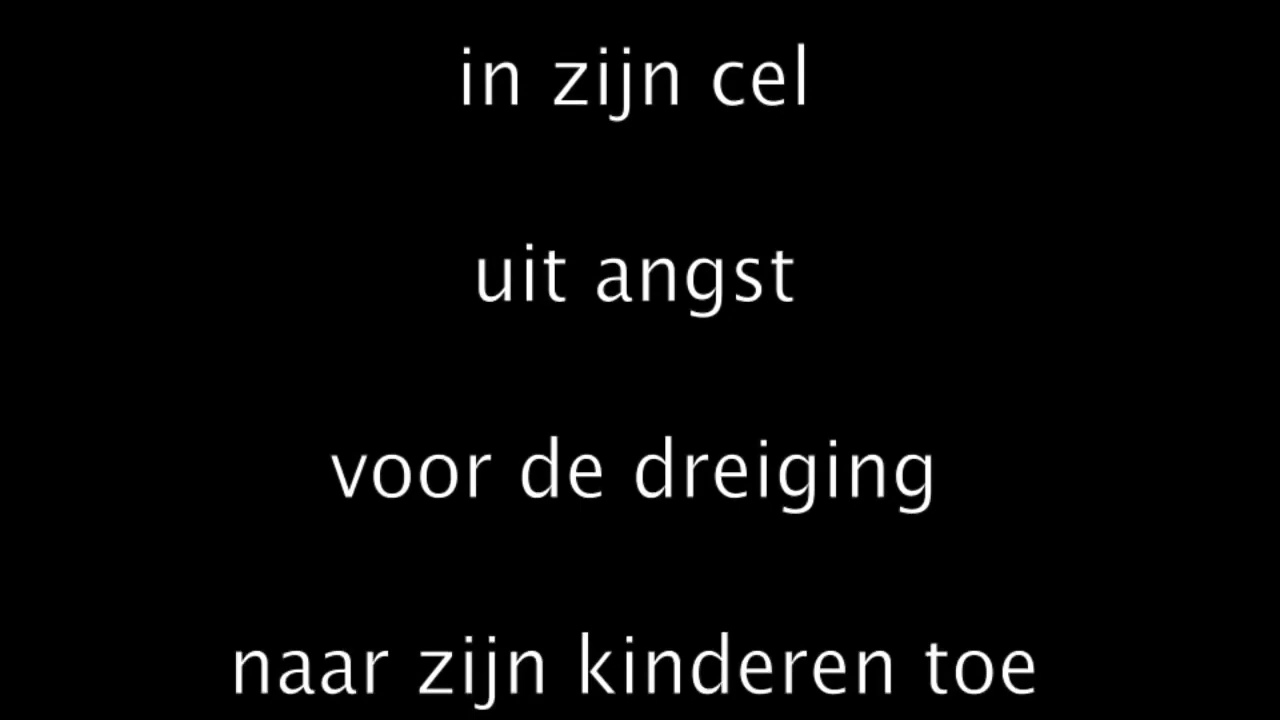 in zijn cel
uit angst
voor de dreiging
naar zijn kinderen toe